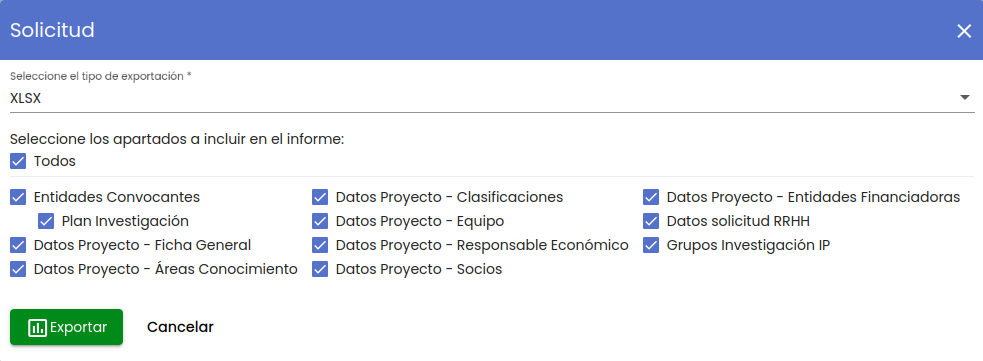 Solicitud
Seleccione el tipo de exportación *
XLSX
Seleccione los apartados a incluir en el informe:
Todos
Entidades Convocantes
Plan Investigación
Datos Proyecto - Ficha General
Datos Proyecto - Áreas Conocimiento
Datos Proyecto - Clasificaciones
Datos Proyecto - Equipo
Datos Proyecto - Responsable Económico
Datos Proyecto - Socios
Datos Proyecto - Entidades Financiadoras
Datos solicitud RRHH
Grupos Investigación IP
Exportar
Cancelar